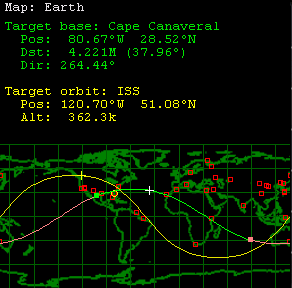 Map: Earth
Target base: Cape Canaveral
Pos: 80.67°W 28.52°N
Dst: 4.221M (37.96°)
Dir: 264.44°
Target orbit: ISS
Pos: 120.70°W 51.08°N
Alt: 362.3k